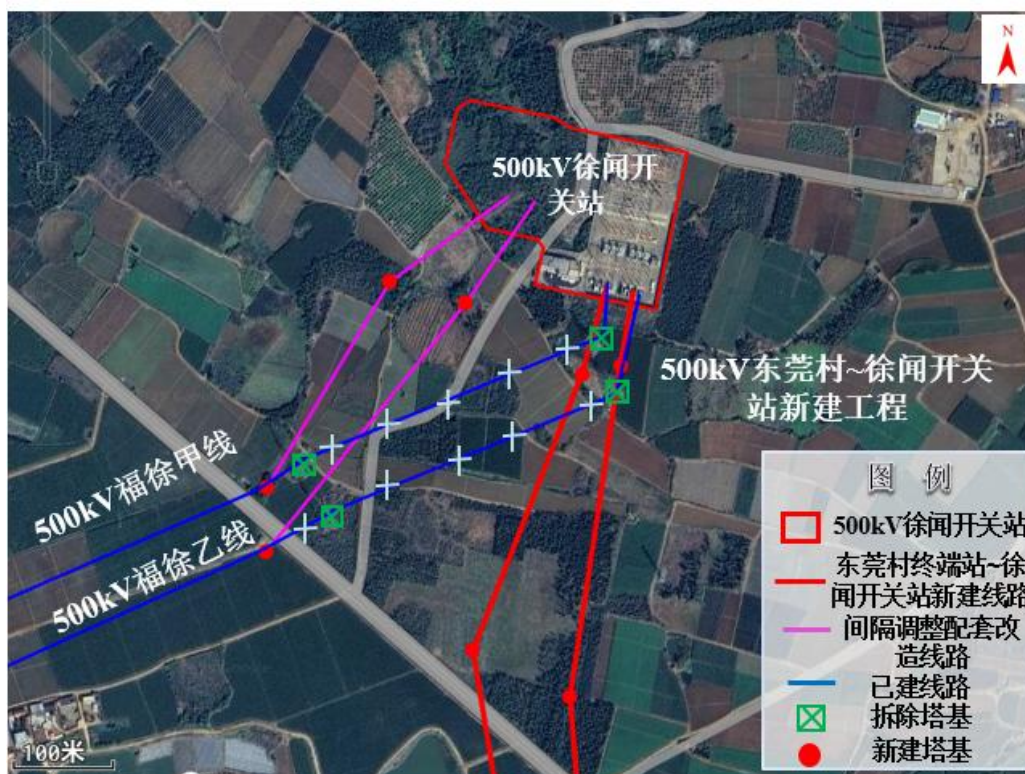 N
500kV徐闻开
关站
500kV东莞村~徐闻开关
站新建工程
500kV福徐甲线
500kV福徐乙线
图 例
500kV徐闻开关站
东莞村终端站~徐
闻开关站新建线路
间隔调整配套改
造线路
已建线路
拆除塔基
新建塔基
100米